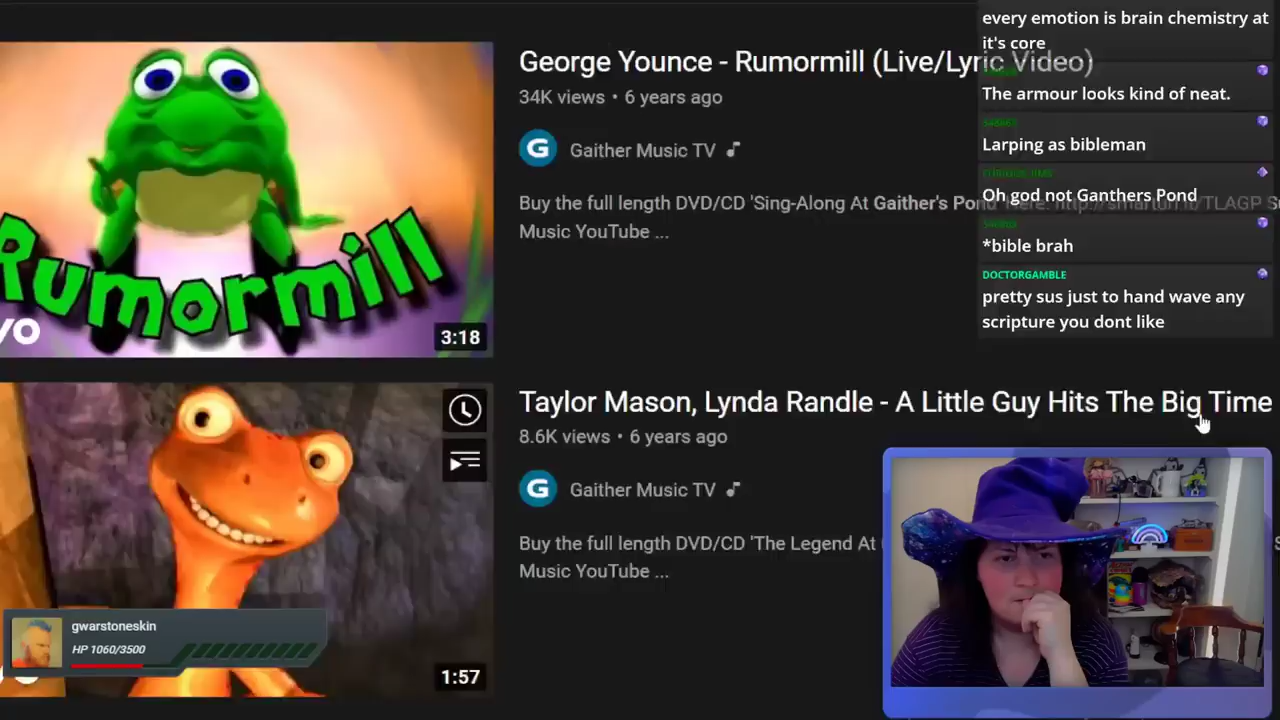 George Younce - Rumormill (Live/Lyric Video)
34K views • 6 years ago
G Gaither Music TV
Buy the full length DVD/CD 'Sing-Along At Gaither's Pond' Here: http://smarturl.it/TLAGP
Music YouTube ...
Rumormill
3:18
Taylor Mason, Lynda Randle - A Little Guy Hits The Big Time
8.6K views • 6 years ago
G Gaither Music TV
Buy the full length DVD/CD 'The Legend At
Music YouTube ...
1:57
gwarstoneskin
HP 1060/3500
every emotion is brain chemistry at
it's core
The armour looks kind of neat.
Larping as bibleman
Oh god not Ganthers Pond
*bible brah
DOCTORGAMBLE
pretty sus just to hand wave any
scripture you dont like